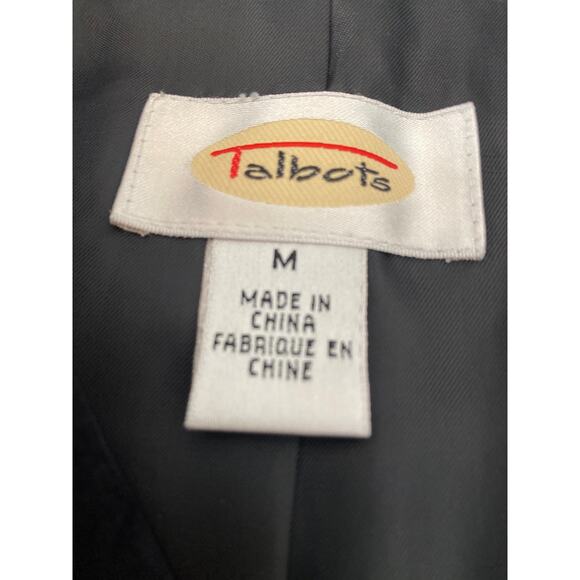 Talbots
M
MADE IN
CHINA
FABRIQUE EN
CHINE